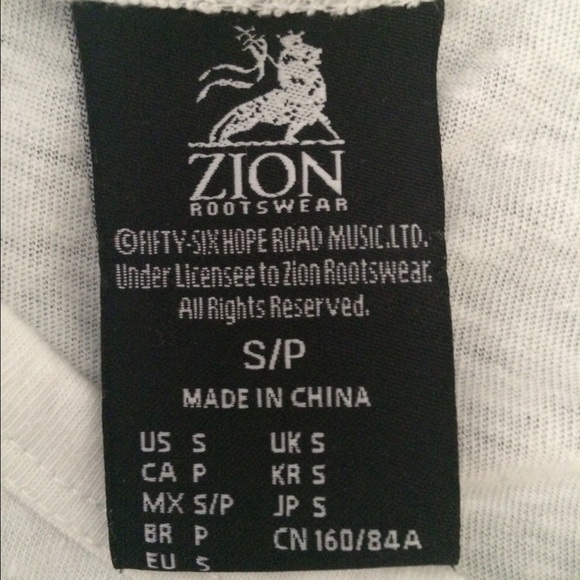 ZION
ROOTSWEAR
©FIFTY-SIX HOPE ROAD MUSIC.LTD.
Under Licensee to Zion Rootswear.
All Rights Reserved.
S/P
MADE IN CHINA
US S UK S
CA P KR S
MX S/P JP S
BR P CN 160/84A
EU S